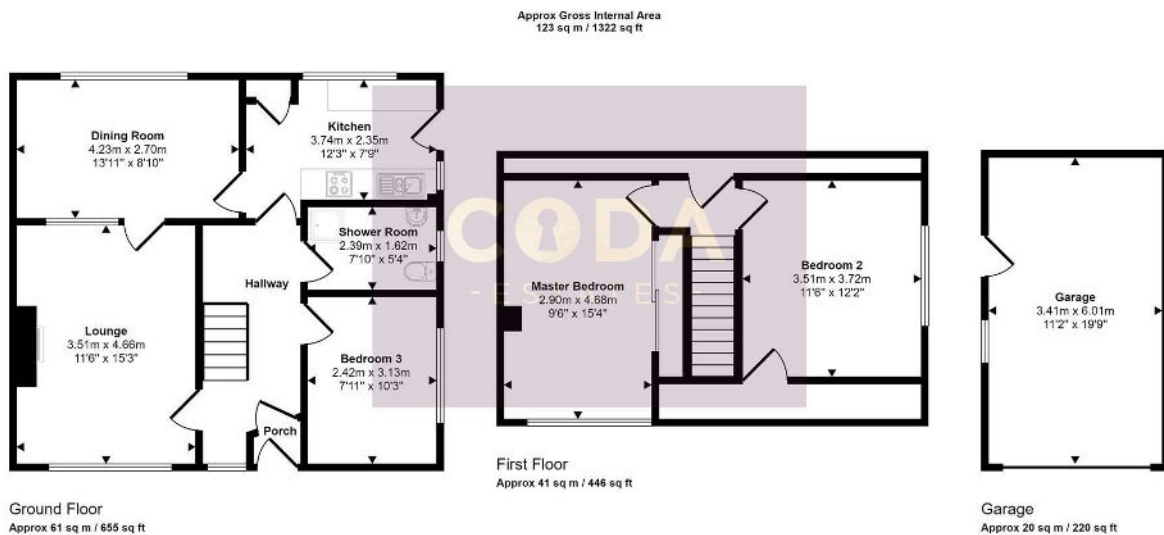 Approx Gross Internal Area
123 sq m / 1322 sq ft
Dining Room
4.23m x 2.70m
13'11" x 8'10"
Kitchen
3.74m x 2.35m
12'3" x 7'9"
Shower Room
2.39m x 1.62m
7'10" x 5'4"
Hallway
Lounge
3.51m x 4.66m
11'6" x 15'3"
Bedroom 3
2.42m x 3.13m
7'11" x 10'3"
Porch
Ground Floor
Approx 61 sq m / 655 sq ft
CODA
- ESTATES -
Master Bedroom
2.90m x 4.68m
9'6" x 15'4"
Bedroom 2
3.51m x 3.72m
11'6" x 12'2"
First Floor
Approx 41 sq m / 446 sq ft
Garage
3.41m x 6.01m
11'2" x 19'9"
Garage
Approx 20 sq m / 220 sq ft